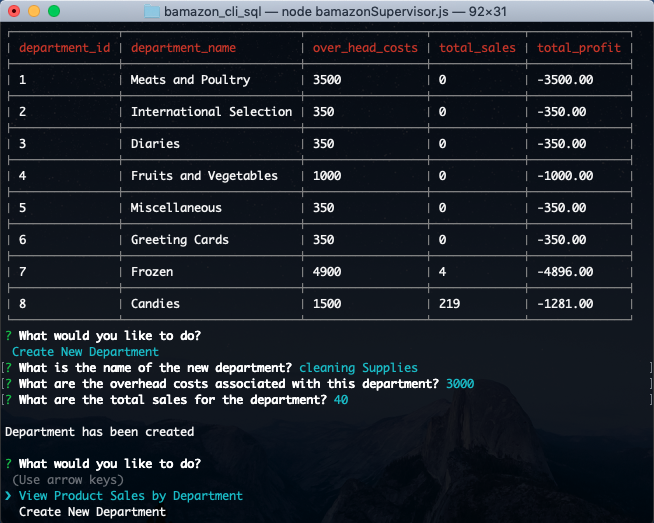 bamazon_cli_sql — node bamazonSupervisor.js — 92×31
department_id department_name over_head_costs total_sales total_profit
1 Meats and Poultry 3500 0 -3500.00
2 International Selection 350 0 -350.00
3 Diaries 350 0 -350.00
4 Fruits and Vegetables 1000 0 -1000.00
5 Miscellaneous 350 0 -350.00
6 Greeting Cards 350 0 -350.00
7 Frozen 4900 4 -4896.00
8 Candies 1500 219 -1281.00
? What would you like to do?
Create New Department
[? What is the name of the new department? cleaning Supplies ]
[? What are the overhead costs associated with this department? 3000 ]
[? What are the total sales for the department? 40 ]
Department has been created
? What would you like to do?
(Use arrow keys)
❯ View Product Sales by Department
Create New Department